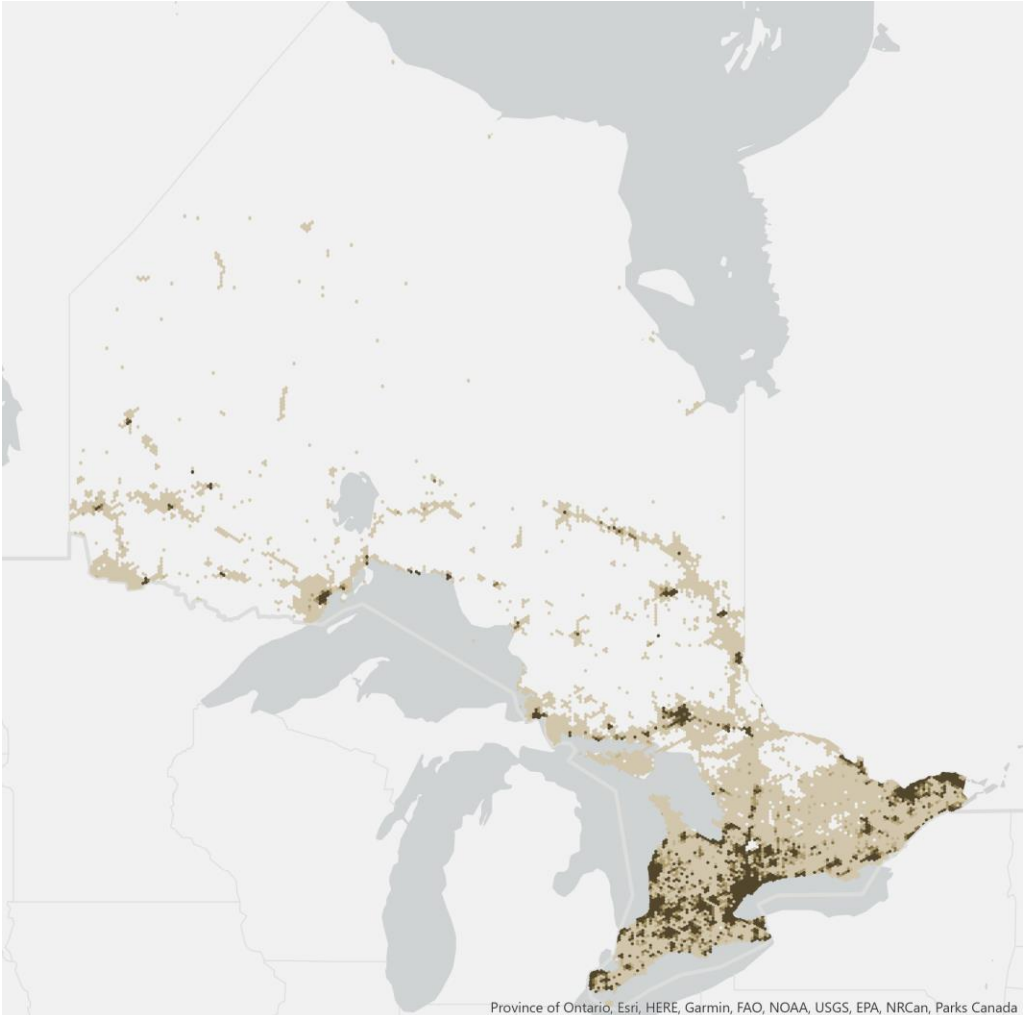 Province of Ontario, Esri, HERE, Garmin, FAO, NOAA, USGS, EPA, NRCan, Parks Canada